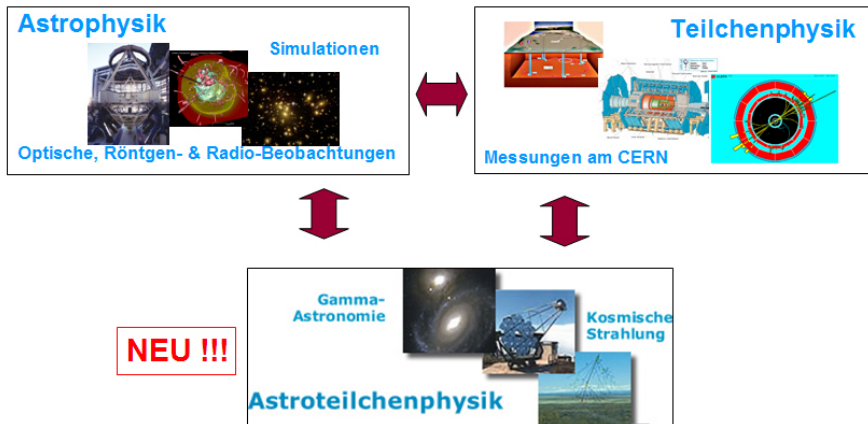 Astrophysik
Simulationen
Optische, Röntgen- & Radio-Beobachtungen
Teilchenphysik
Messungen am CERN
NEU !!!
Gamma-
Astronomie
Kosmische
Strahlung
Astroteilchenphysik